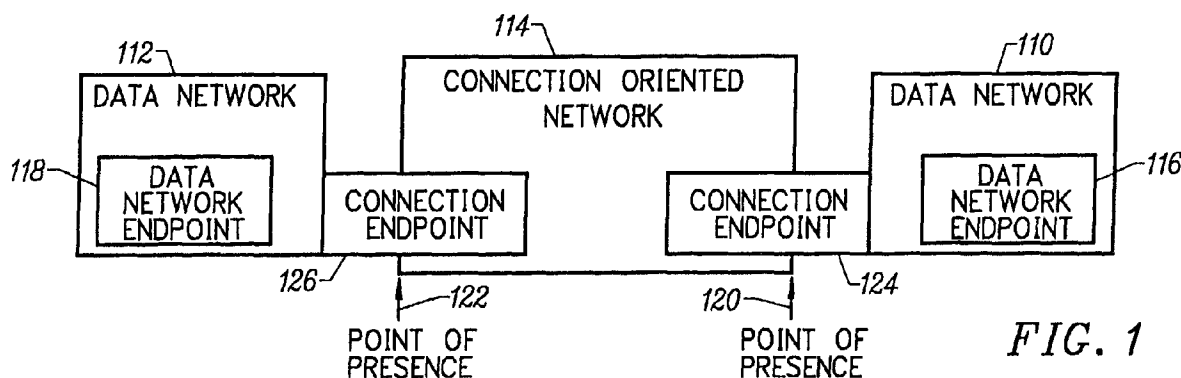 112
DATA NETWORK
118
DATA
NETWORK
ENDPOINT
114
CONNECTION ORIENTED
NETWORK
CONNECTION
ENDPOINT
126
122
POINT OF
PRESENCE
CONNECTION
ENDPOINT
124
120
POINT OF
PRESENCE
110
DATA NETWORK
DATA
NETWORK
ENDPOINT
116
FIG. 1